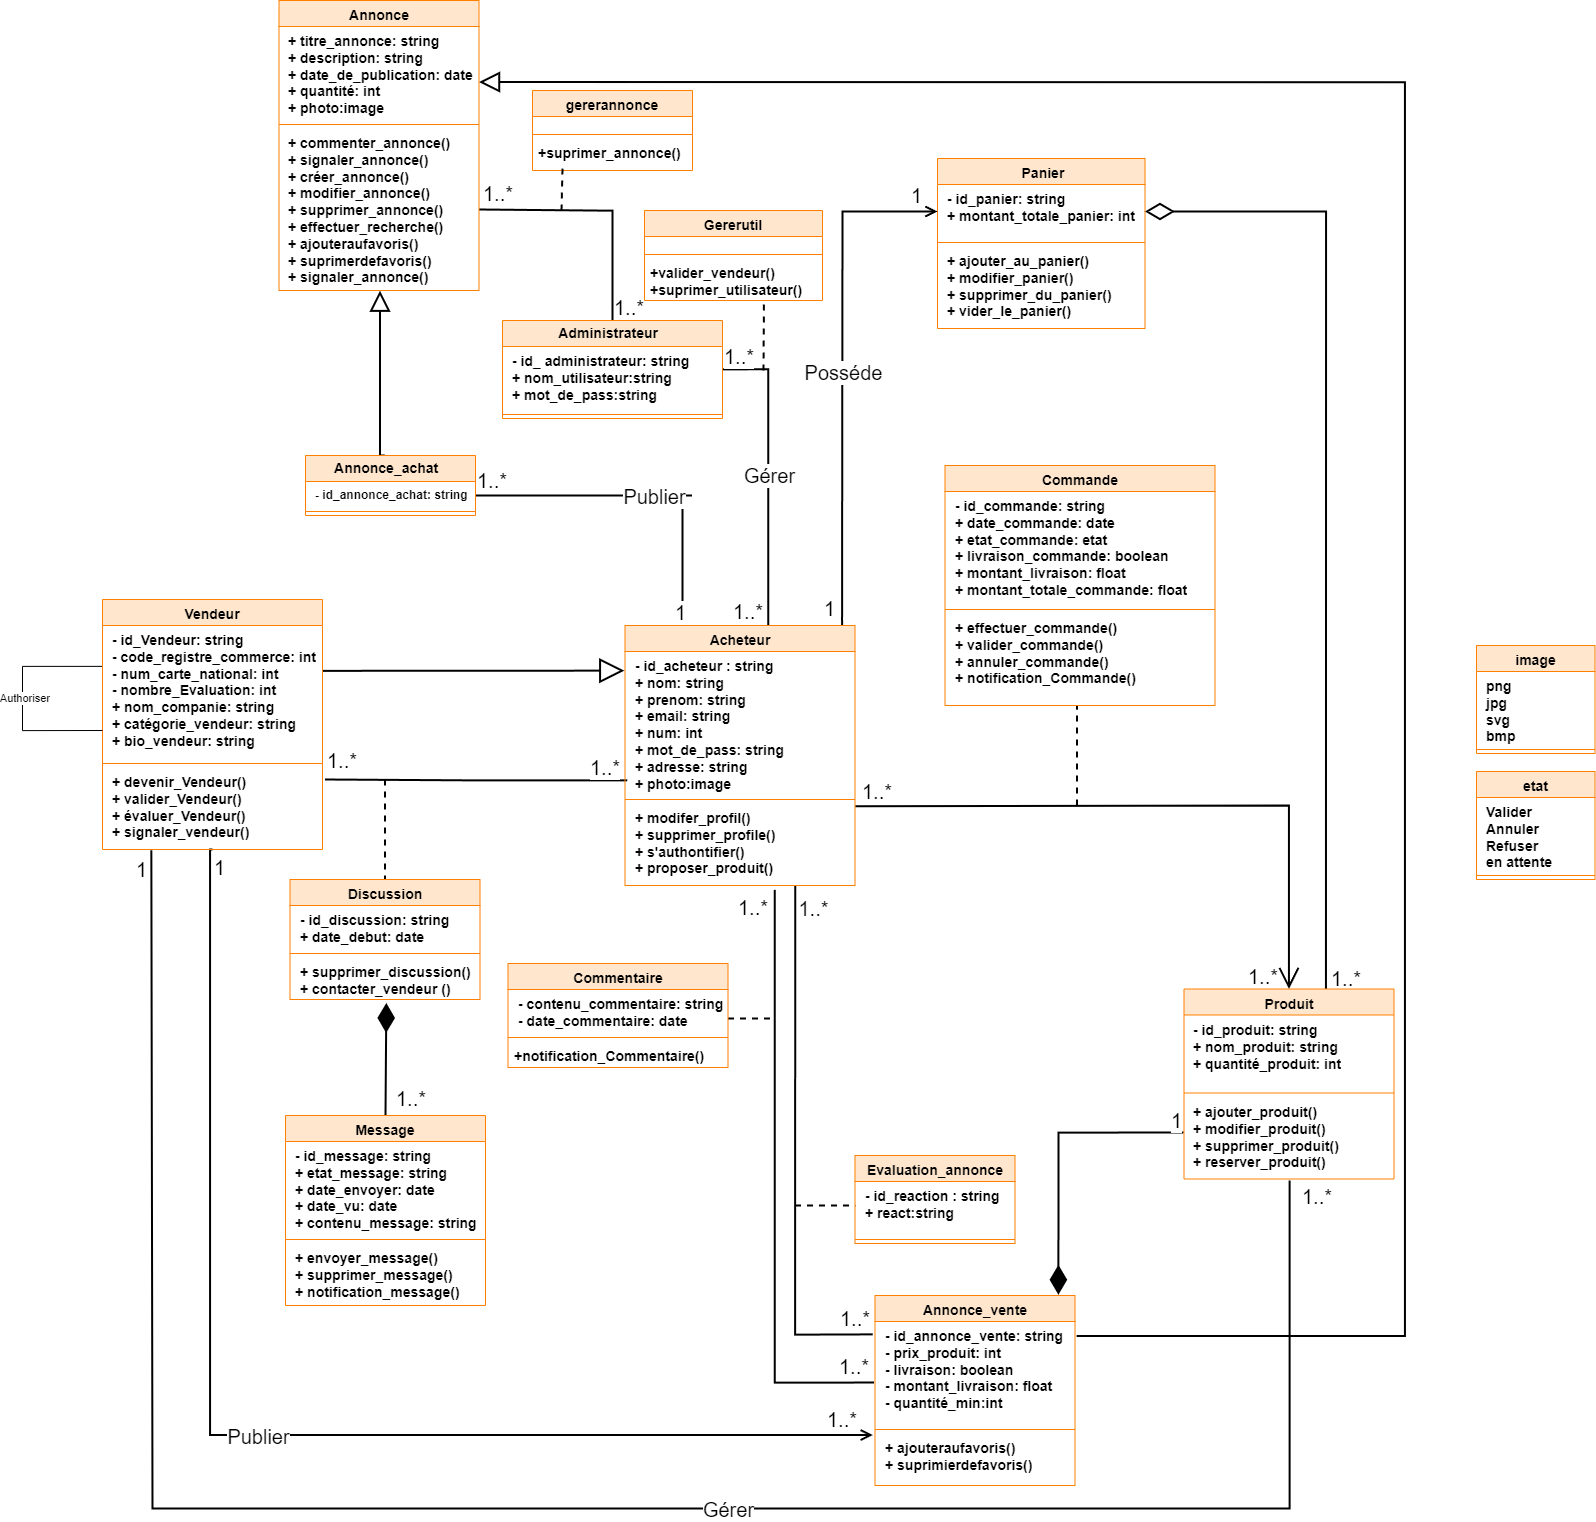 Annonce
+ titre_annonce: string
+ description: string
+ date_de_publication: date
+ quantité: int
+ photo:image
+ commenter_annonce()
+ signaler_annonce()
+ créer_annonce()
+ modifier_annonce()
+ supprimer_annonce()
+ effectuer_recherche()
+ ajouteraufavoris()
+ suprimerdefavoris()
+ signaler_annonce()
gererannonce
+suprimer_annonce()
1..*
1..*
Gererutil
+valider_vendeur()
+suprimer_utilisateur()
Administrateur
- id_ administrateur: string
+ nom_utilisateur:string
+ mot_de_pass:string
1..*
Gérer
1..*
Panier
- id_panier: string
+ montant_totale_panier: int
+ ajouter_au_panier()
+ modifier_panier()
+ supprimer_du_panier()
+ vider_le_panier()
1
Posséde
1
Annonce_achat
- id_annonce_achat: string
1..*
Publier
1
Commande
- id_commande: string
+ date_commande: date
+ etat_commande: etat
+ livraison_commande: boolean
+ montant_livraison: float
+ montant_totale_commande: float
+ effectuer_commande()
+ valider_commande()
+ annuler_commande()
+ notification_Commande()
Vendeur
- id_Vendeur: string
- code_registre_commerce: int
- num_carte_national: int
- nombre_Evaluation: int
+ nom_companie: string
+ catégorie_vendeur: string
+ bio_vendeur: string
+ devenir_Vendeur()
+ valider_Vendeur()
+ évaluer_Vendeur()
+ signaler_vendeur()
Authoriser
Acheteur
- id_acheteur : string
+ nom: string
+ prenom: string
+ email: string
+ num: int
+ mot_de_pass: string
+ adresse: string
+ photo:image
+ modifer_profil()
+ supprimer_profile()
+ s'authontifier()
+ proposer_produit()
1..*
1..*
1..*
image
png
jpg
svg
bmp
etat
Valider
Annuler
Refuser
en attente
1
1
Discussion
- id_discussion: string
+ date_debut: date
+ supprimer_discussion()
+ contacter_vendeur ()
1..*
1..*
Commentaire
- contenu_commentaire: string
- date_commentaire: date
+notification_Commentaire()
1..*
1..*
Produit
- id_produit: string
+ nom_produit: string
+ quantité_produit: int
+ ajouter_produit()
+ modifier_produit()
+ supprimer_produit()
+ reserver_produit()
1
1..*
1..*
Message
- id_message: string
+ etat_message: string
+ date_envoyer: date
+ date_vu: date
+ contenu_message: string
+ envoyer_message()
+ supprimer_message()
+ notification_message()
Evaluation_annonce
- id_reaction : string
+ react:string
Annonce_vente
- id_annonce_vente: string
- prix_produit: int
- livraison: boolean
- montant_livraison: float
- quantité_min:int
+ ajouteraufavoris()
+ suprimierdefavoris()
1..*
1..*
1..*
Publier
Gérer